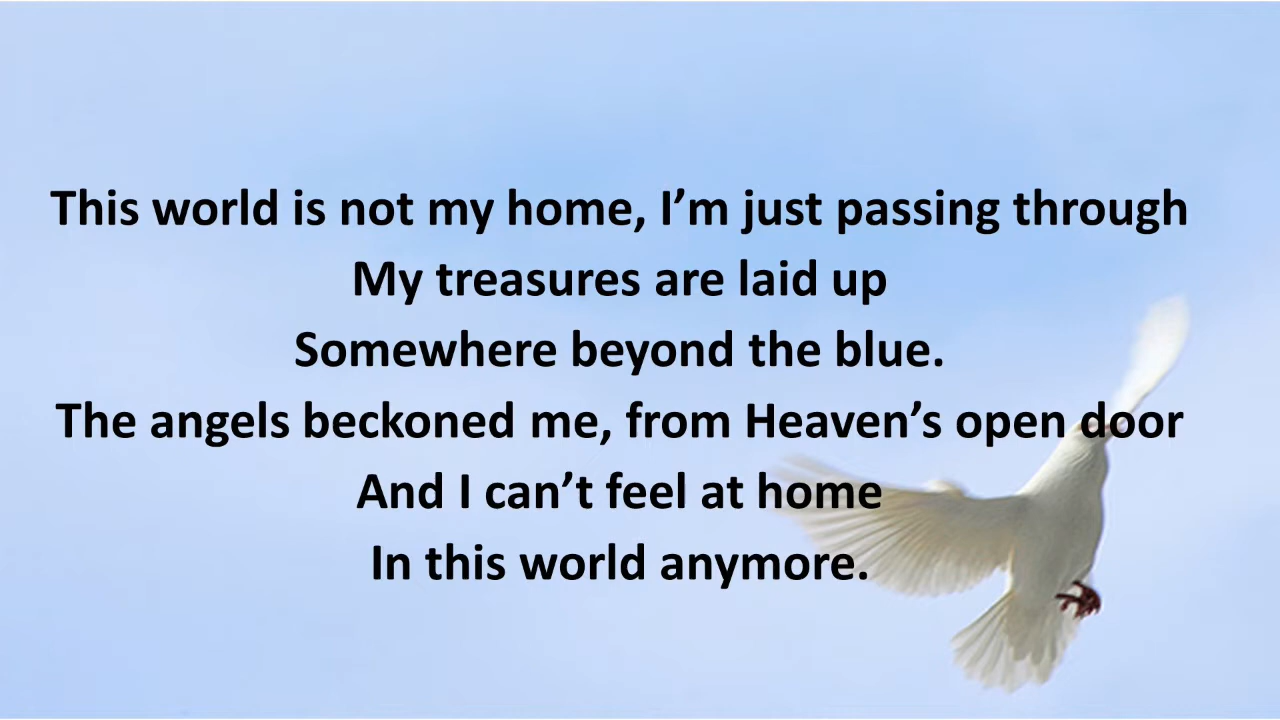 This world is not my home, I’m just passing through
My treasures are laid up
Somewhere beyond the blue.
The angels beckoned me, from Heaven’s open door
And I can’t feel at home
In this world anymore.